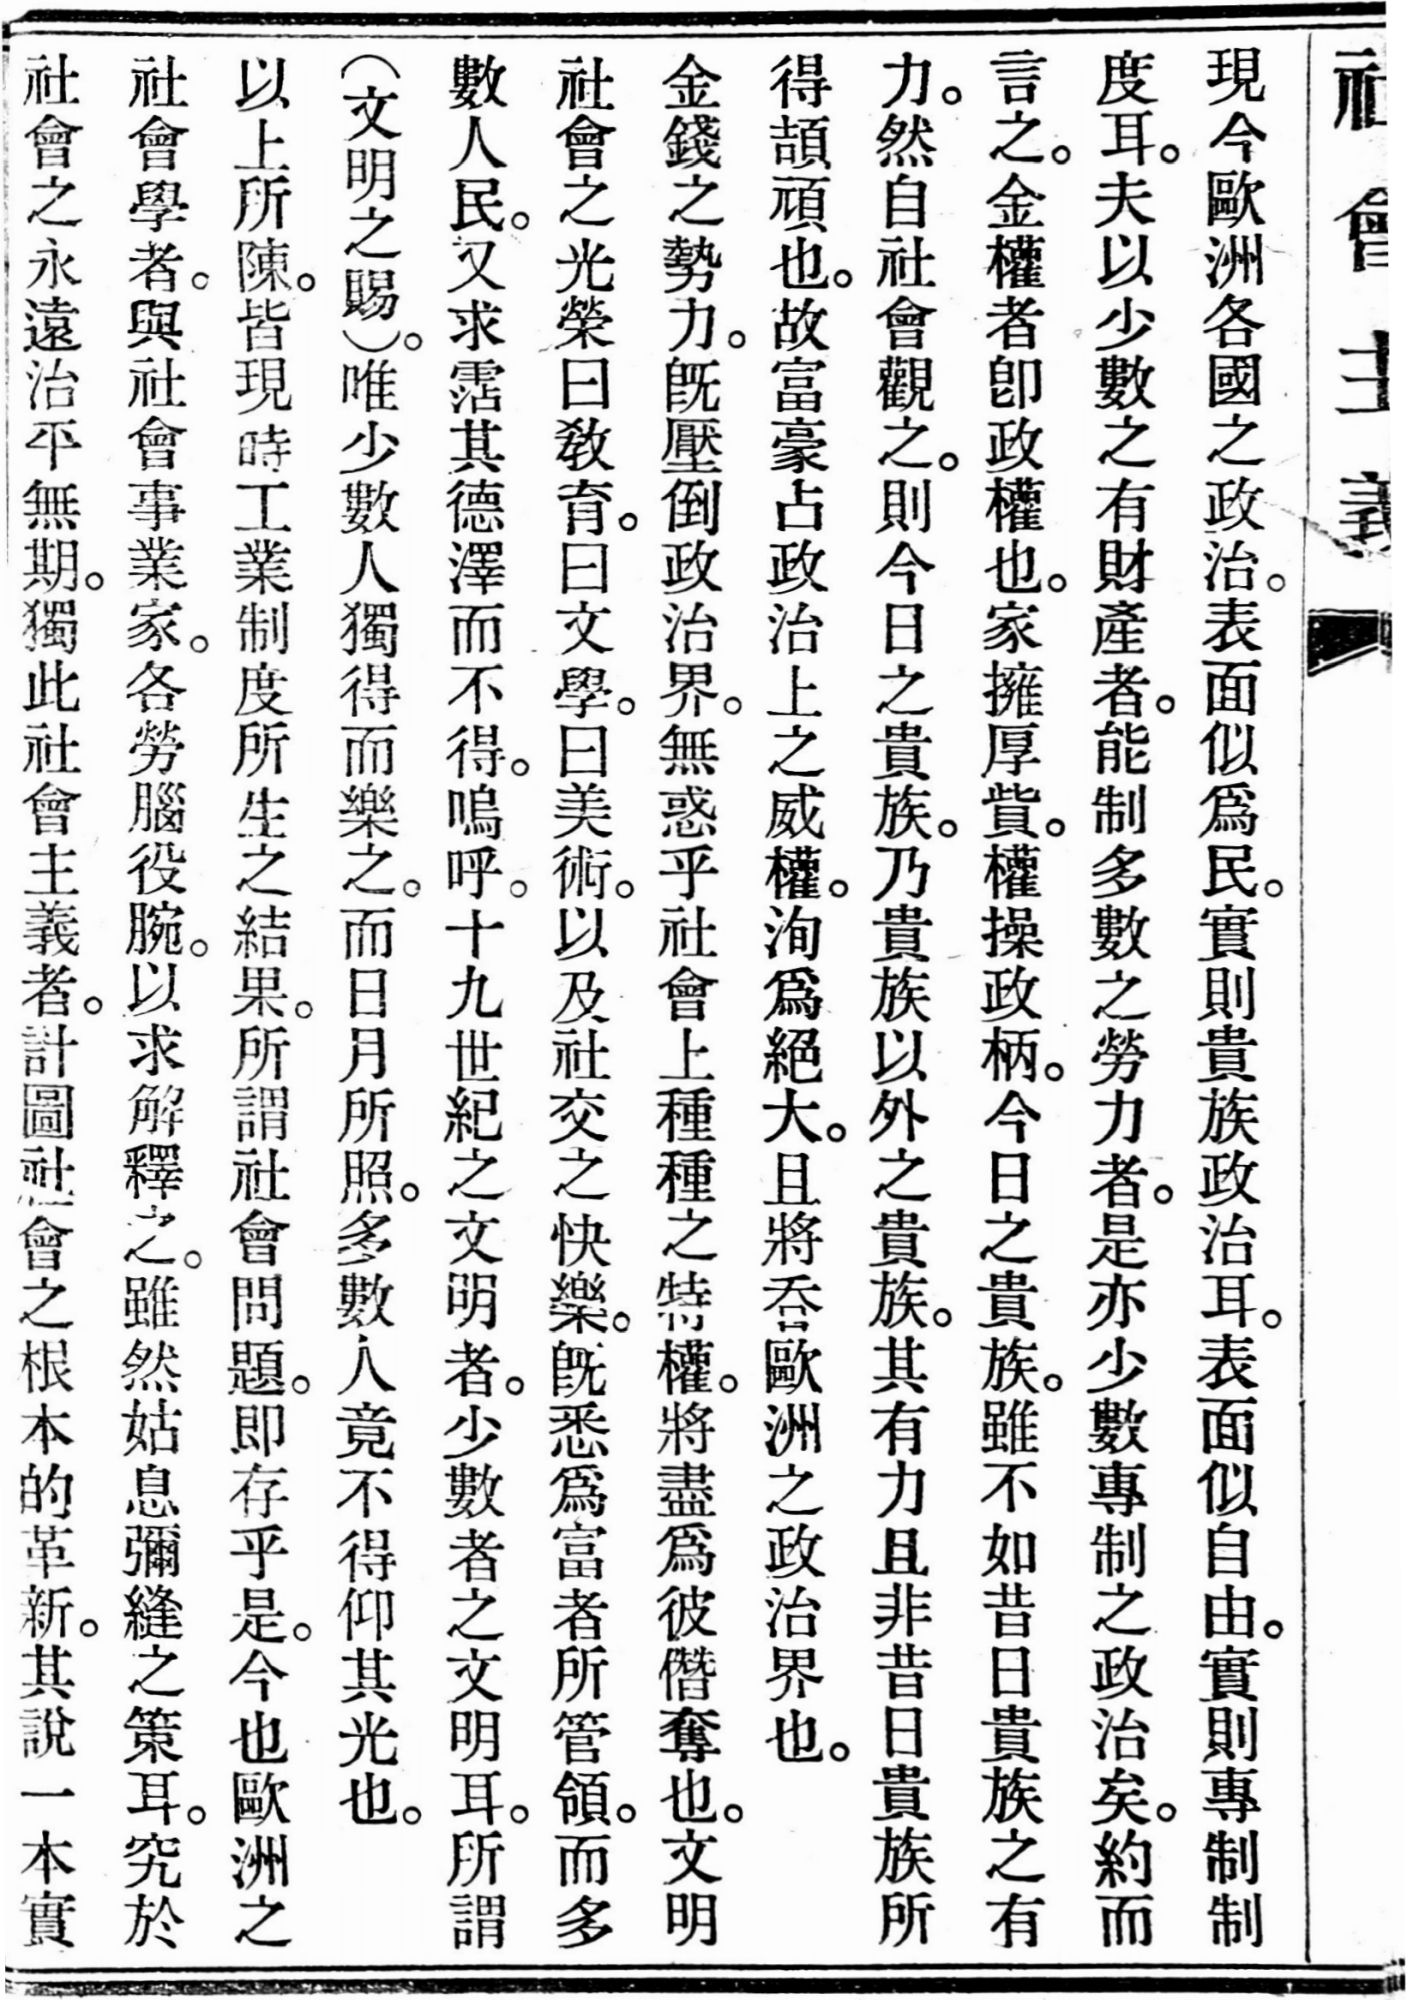 社會主義
現今歐洲各國之政治。表面似爲民。實則貴族政治耳。表面似自由。實則專制制
度耳。夫以少數之有財產者。能制多數之勞力者。是亦少數專制之政治矣。約而
言之。金權者卽政權也。家擁厚貲。權操政柄。今日之貴族。雖不如昔日貴族之有
力。然自社會觀之。則今日之貴族。乃貴族以外之貴族。其有力且非昔日貴族所
得頡頏也。故富豪占政治上之威權。洵爲絕大。且將吞歐洲之政治界也。
金錢之勢力。旣壓倒政治界。無惑乎社會上種種之特權。將盡爲彼僭奪也。文明
社會之光榮曰敎育。曰文學。曰美術。以及社交之快樂。旣悉爲富者所管領。而多
數人民。又求霑其德澤而不得。嗚呼。十九世紀之文明者。少數者之文明耳。所謂
（文明之賜）。唯少數人獨得而樂之。而日月所照。多數人竟不得仰其光也。
以上所陳。皆現時工業制度所生之結果。所謂社會問題。即存乎是。今也歐洲之
社會學者。與社會事業家。各勞腦役腕。以求解釋之。雖然姑息彌縫之策耳。究於
社會之永遠治平無期。獨此社會主義者。計圖社會之根本的革新。其說一本實